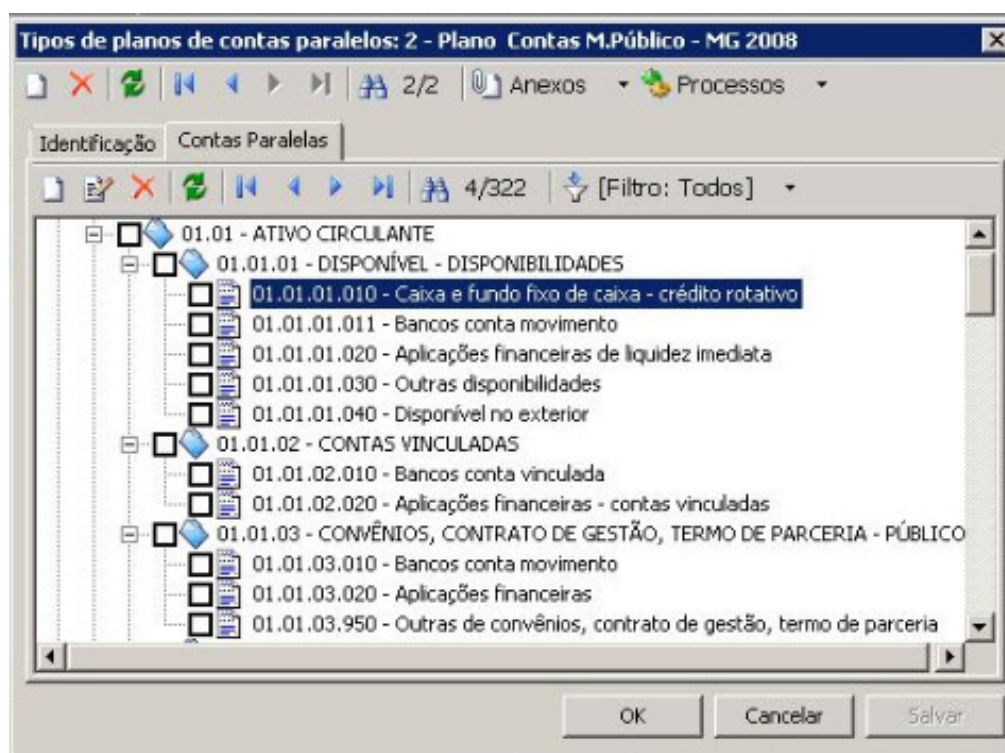 Tipos de planos de contas paralelos: 2 - Plano Contas M.Público - MG 2008
2/2 Anexos Processos
Identificação Contas Paralelas
4/322 [Filtro: Todos]
01.01 - ATIVO CIRCULANTE
01.01.01 - DISPONÍVEL - DISPONIBILIDADES
01.01.01.010 - Caixa e fundo fixo de caixa - crédito rotativo
01.01.01.011 - Bancos conta movimento
01.01.01.020 - Aplicações financeiras de liquidez imediata
01.01.01.030 - Outras disponibilidades
01.01.01.040 - Disponível no exterior
01.01.02 - CONTAS VINCULADAS
01.01.02.010 - Bancos conta vinculada
01.01.02.020 - Aplicações financeiras - contas vinculadas
01.01.03 - CONVÊNIOS, CONTRATO DE GESTÃO, TERMO DE PARCERIA - PÚBLICO
01.01.03.010 - Bancos conta movimento
01.01.03.020 - Aplicações financeiras
01.01.03.950 - Outras de convênios, contrato de gestão, termo de parceria
OK Cancelar Salvar